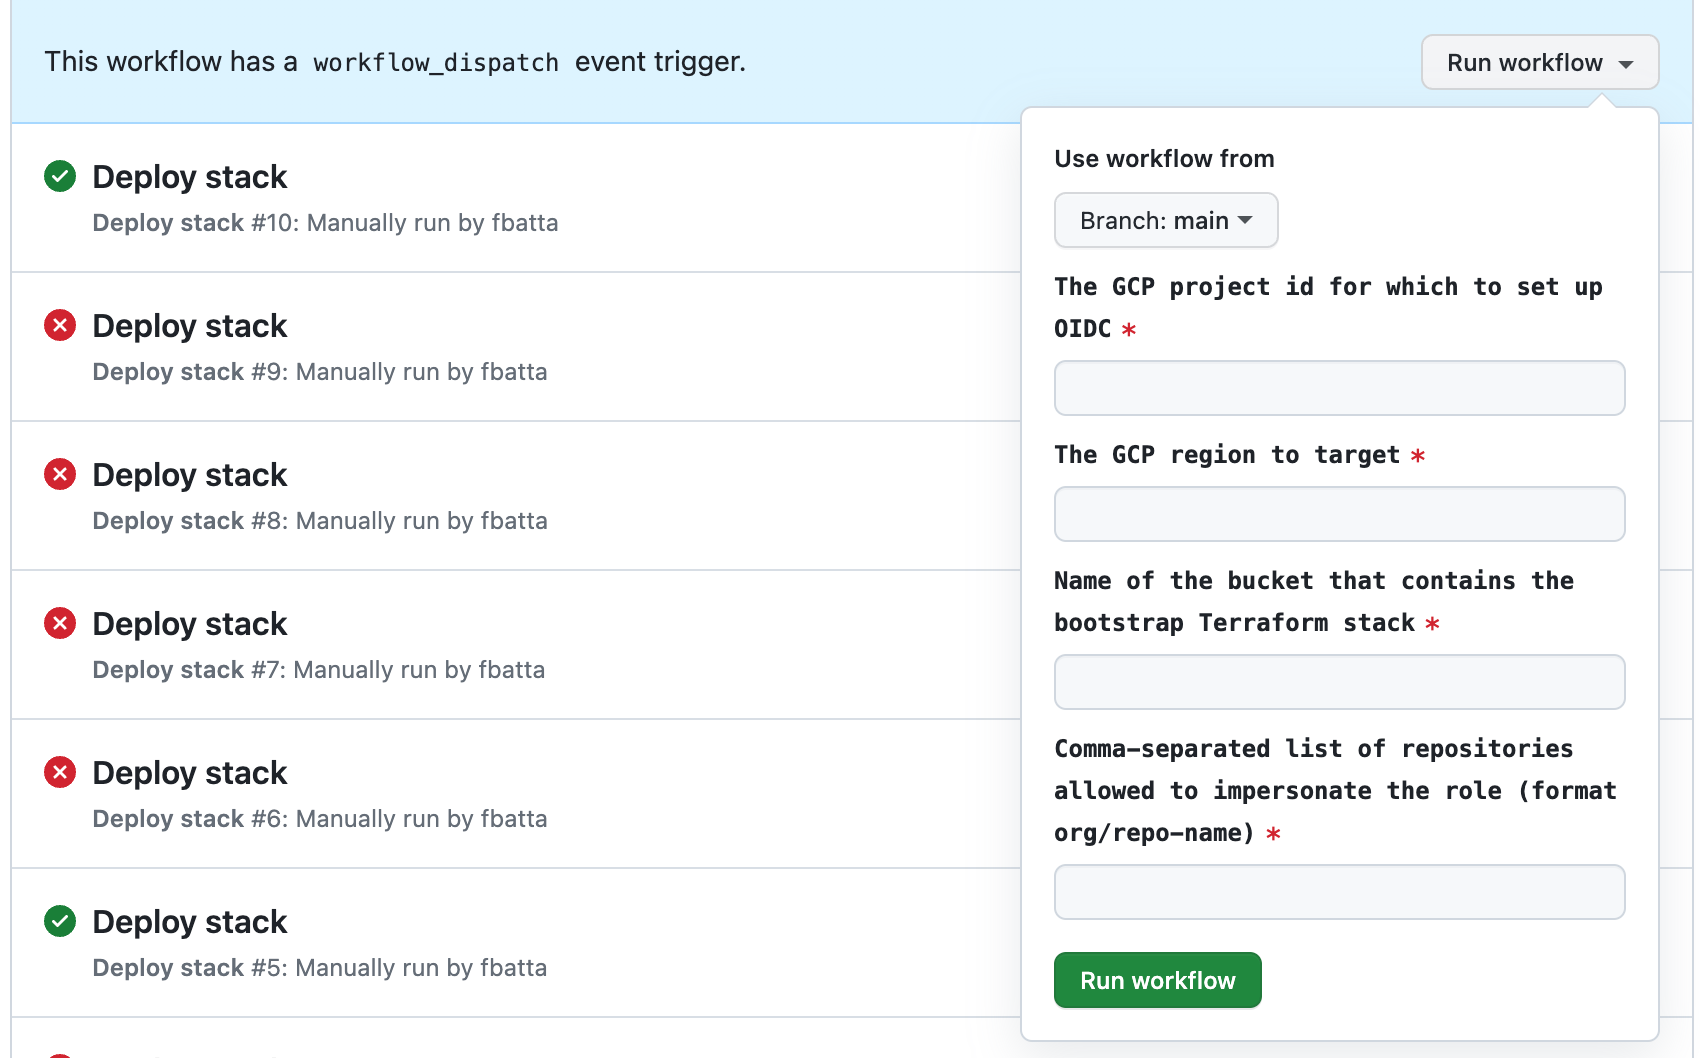 This workflow has a workflow_dispatch event trigger.
Run workflow
Deploy stack
Deploy stack #10: Manually run by fbatta
Deploy stack
Deploy stack #9: Manually run by fbatta
Deploy stack
Deploy stack #8: Manually run by fbatta
Deploy stack
Deploy stack #7: Manually run by fbatta
Deploy stack
Deploy stack #6: Manually run by fbatta
Deploy stack
Deploy stack #5: Manually run by fbatta
Use workflow from
Branch: main
The GCP project id for which to set up
OIDC *
The GCP region to target *
Name of the bucket that contains the
bootstrap Terraform stack *
Comma-separated list of repositories
allowed to impersonate the role (format
org/repo-name) *
Run workflow